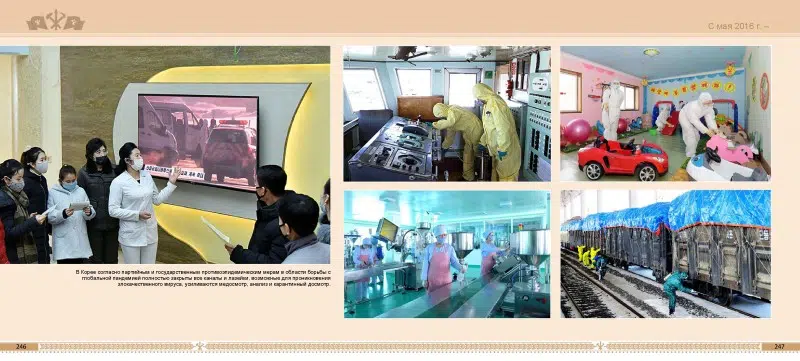 С мая 2016 г. –
В Корее согласно партийным и государственным противоэпидемическим мерам в области борьбы с
глобальной пандемией полностью закрыты все каналы и лазейки, возможные для проникновения
злокачественного вируса, усиливаются медосмотр, анализ и карантинный досмотр.
246
247